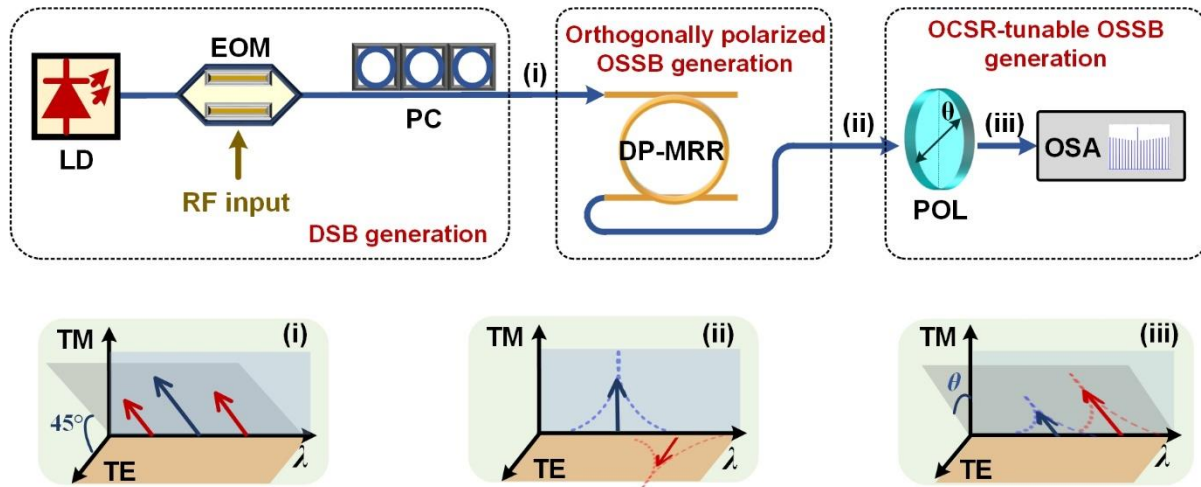 LD
EOM
RF input
PC
(i)
DSB generation
Orthogonally polarized
OSSB generation
DP-MRR
(ii)
OCSR-tunable OSSB
generation
θ
POL
(iii)
OSA
TM
(i)
45°
TE
λ
TM
(ii)
TE
λ
TM
(iii)
θ
TE
λ